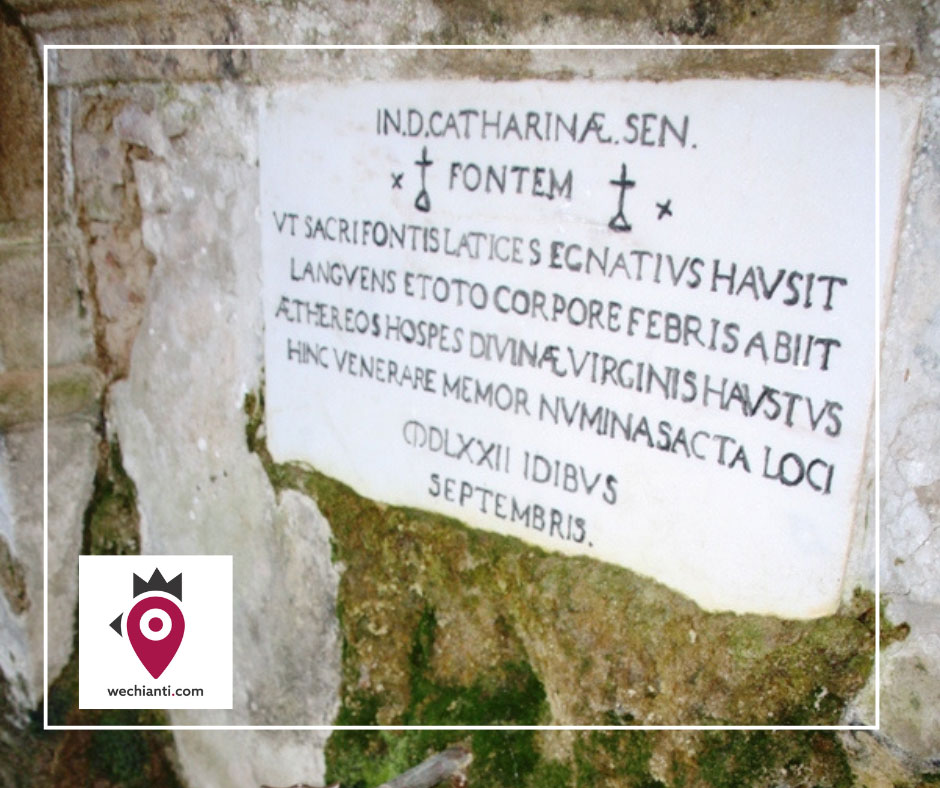 IN.D.CATHARINÆ.SEN.
FONTEM
VT SACRI FONTIS LATICES EGNATIVS HAVSIT
LANGVENS E TOTO CORPORE FEBRIS ABIIT
ÆTHEREOS HOSPES DIVINÆ VIRGINIS HAVSTVS
HINC VENERARE MEMOR NVMINA SACTA LOCI
MDLXXII IDIBVS
SEPTEMBRIS.
wechianti.com